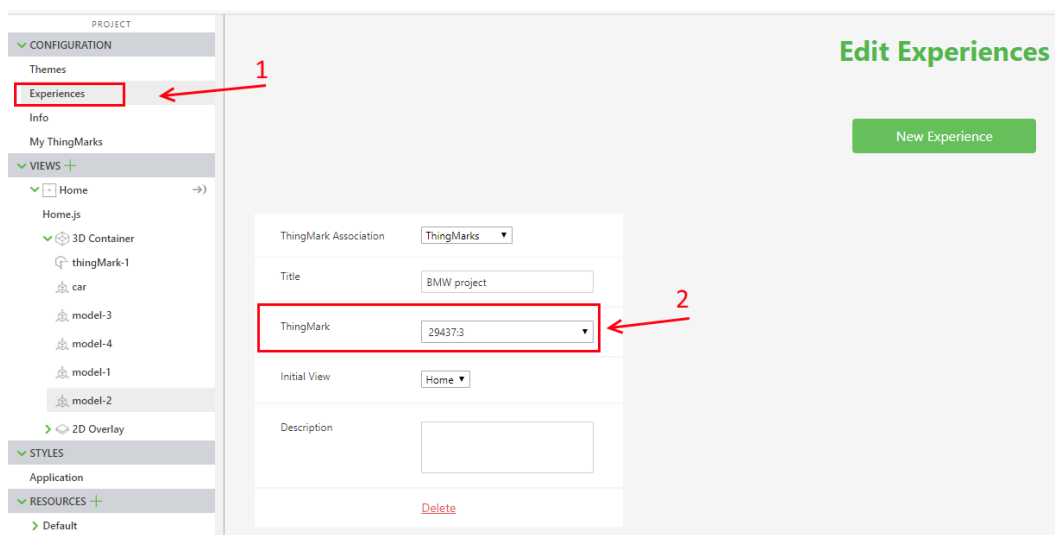 PROJECT
CONFIGURATION
Themes
Experiences
Info
My ThingMarks
VIEWS
Home
Home.js
3D Container
thingMark-1
car
model-3
model-4
model-1
model-2
2D Overlay
STYLES
Application
RESOURCES
Default
1
Edit Experiences
New Experience
ThingMark Association ThingMarks
Title BMW project
2
ThingMark 29437:3
Initial View Home
Description
Delete